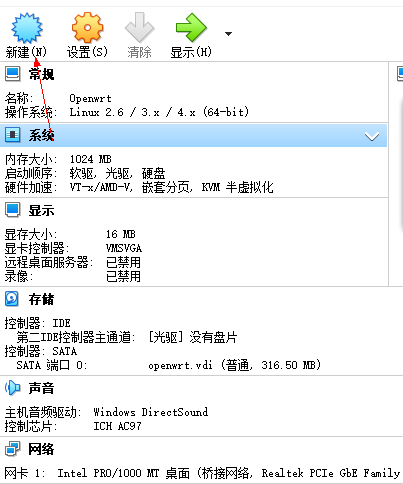 新建(N) 设置(S) 清除 显示(H)
常规
名称: Openwrt
操作系统: Linux 2.6 / 3.x / 4.x (64-bit)
系统
内存大小: 1024 MB
启动顺序: 软驱, 光驱, 硬盘
硬件加速: VT-x/AMD-V, 嵌套分页, KVM 半虚拟化
显示
显存大小: 16 MB
显卡控制器: VMSVGA
远程桌面服务器: 已禁用
录像: 已禁用
存储
控制器: IDE
第二IDE控制器主通道: [光驱] 没有盘片
控制器: SATA
SATA 端口 0: openwrt.vdi (普通, 316.50 MB)
声音
主机音频驱动: Windows DirectSound
控制芯片: ICH AC97
网络
网卡 1: Intel PRO/1000 MT 桌面 (桥接网络, Realtek PCIe GbE Family